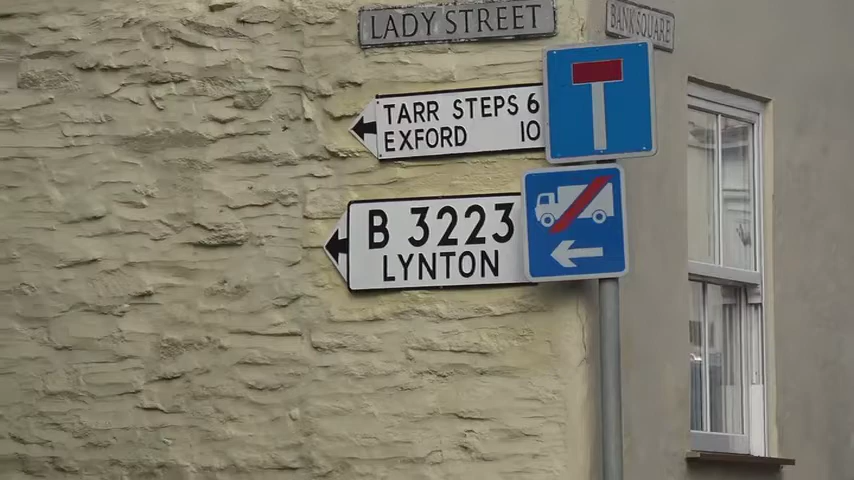 LADY STREET
BANK SQUARE
TARR STEPS 6
EXFORD 10
B 3223
LYNTON